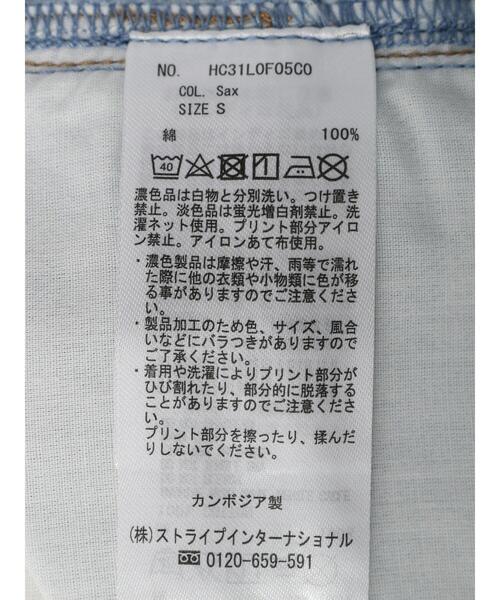 NO. HC31L0F05C0
COL. Sax
SIZE S
綿 100%
40
濃色品は白物と分別洗い。つけ置き
禁止。淡色品は蛍光増白剤禁止。洗
濯ネット使用。プリント部分アイロ
ン禁止。アイロンあて布使用。
・濃色製品は摩擦や汗、雨等で濡れ
た際に他の衣類や小物類に色が移
る事がありますのでご注意くださ
い。
・製品加工のため色、サイズ、風合
いなどにバラつきがありますので
ご了承ください。
・着用や洗濯によりプリント部分が
ひび割れたり、部分的に脱落する
ことがありますのでご注意くださ
い。
プリント部分を擦ったり、揉んだ
りしないでください。
カンボジア製
(株)ストライプインターナショナル
0120-659-591